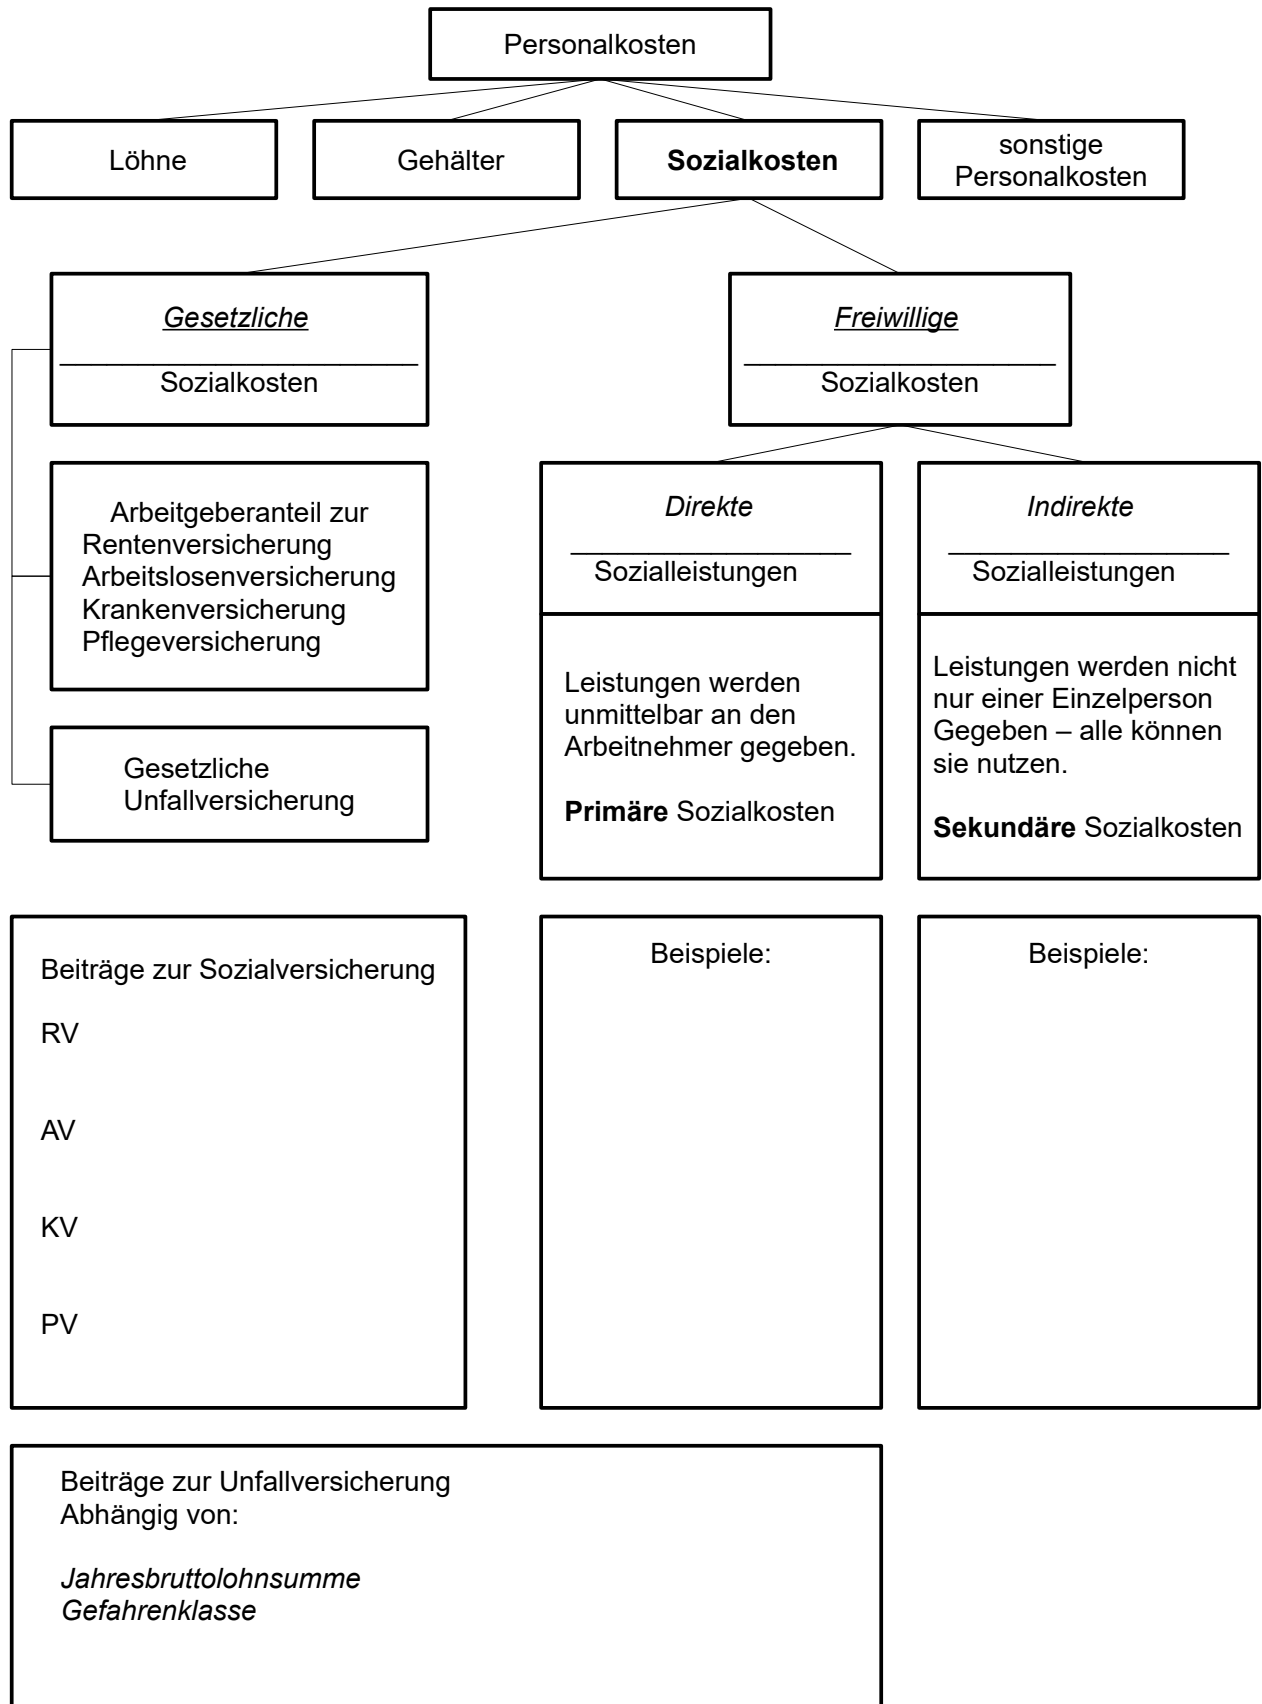 Personalkosten
Löhne
Gehälter
Sozialkosten
sonstige
Personalkosten
Gesetzliche
Sozialkosten
Freiwillige
Sozialkosten
Arbeitgeberanteil zur
Rentenversicherung
Arbeitslosenversicherung
Krankenversicherung
Pflegeversicherung
Gesetzliche
Unfallversicherung
Direkte
Sozialleistungen
Leistungen werden
unmittelbar an den
Arbeitnehmer gegeben.
Primäre Sozialkosten
Indirekte
Sozialleistungen
Leistungen werden nicht
nur einer Einzelperson
Gegeben – alle können
sie nutzen.
Sekundäre Sozialkosten
Beiträge zur Sozialversicherung
RV
AV
KV
PV
Beispiele:
Beispiele:
Beiträge zur Unfallversicherung
Abhängig von:
Jahresbruttolohnsumme
Gefahrenklasse